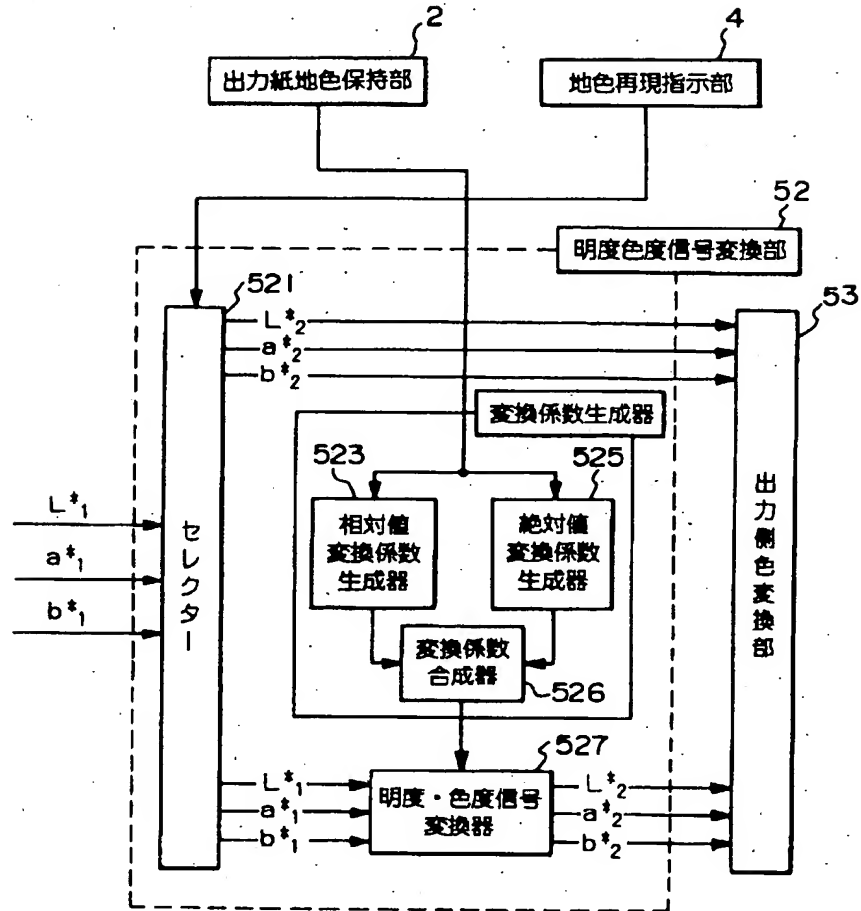 2
4
出力紙地色保持部
地色再現指示部
52
明度色度信号変換部
521
53
L*2
a*2
b*2
変換係数生成器
523
525
L*1
a*1
b*1
セレクター
相対値
変換係数
生成器
絶対値
変換係数
生成器
出力側色変換部
変換係数
合成器
526
527
L*1
a*1
b*1
明度・色度信号
変換器
L*2
a*2
b*2